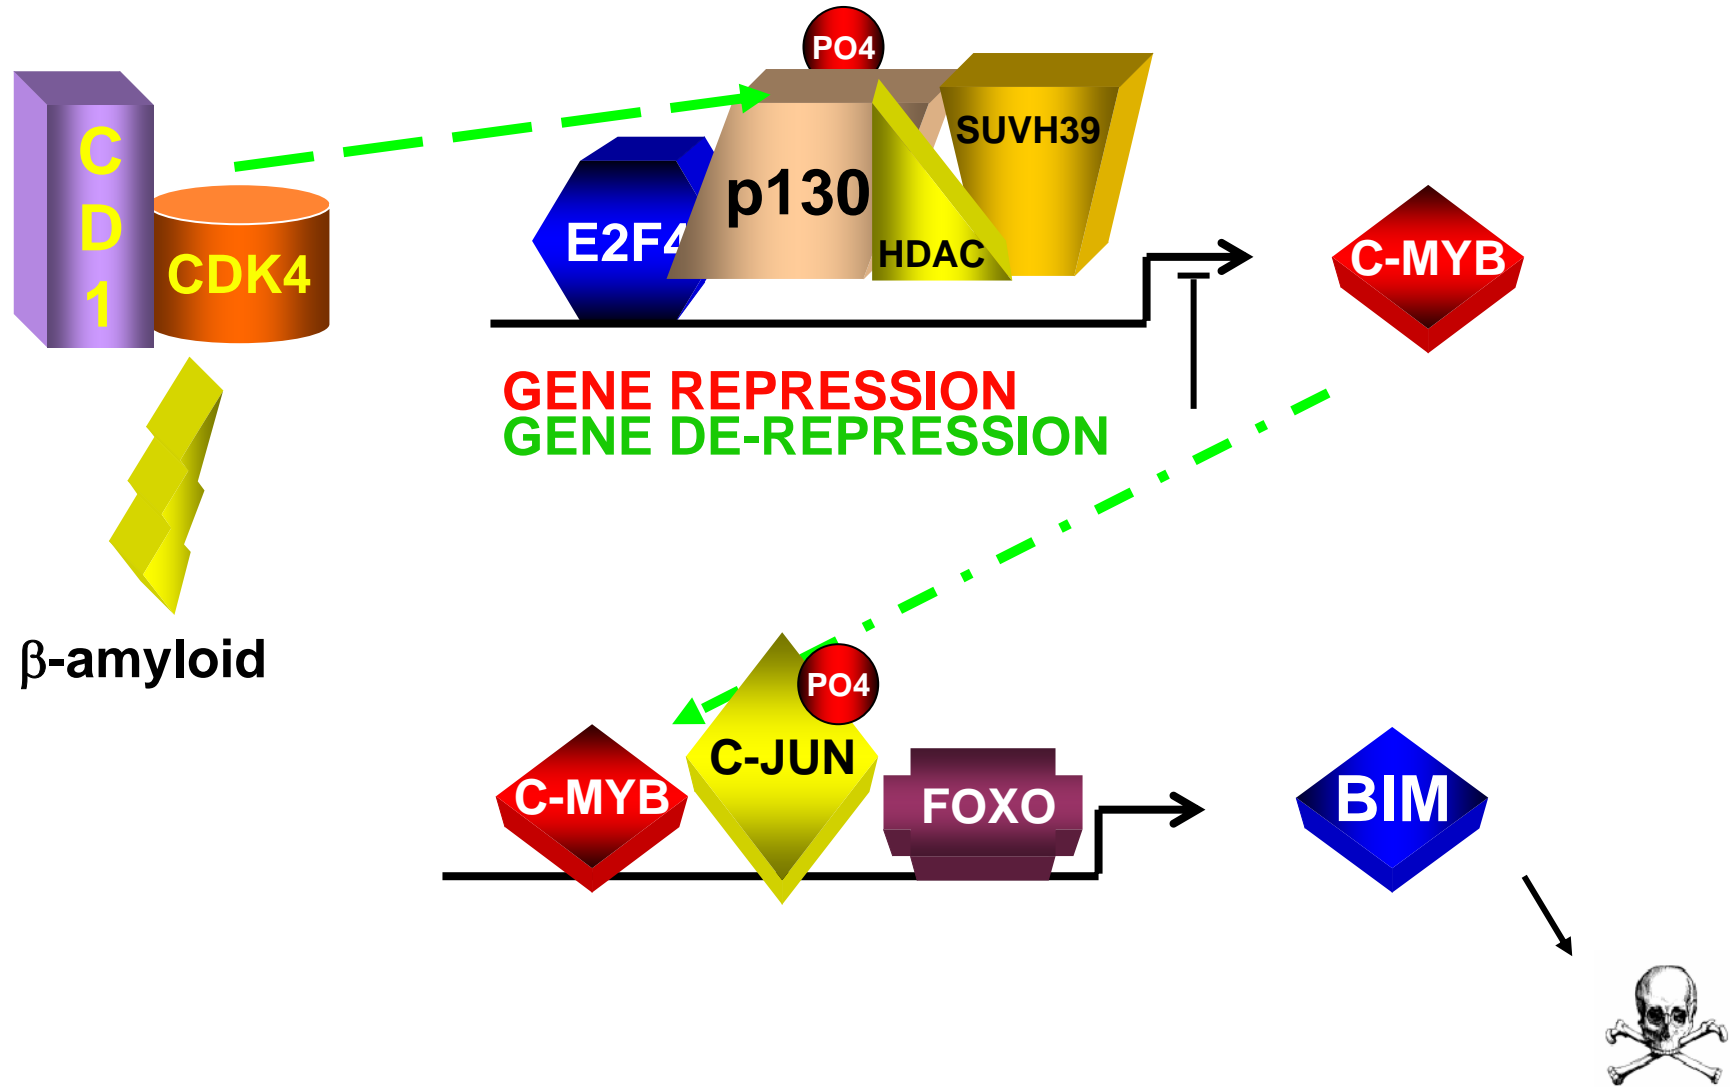 PO4
C
D
1
CDK4
E2F4
p130
HDAC
SUVH39
C-MYB
GENE REPRESSION
GENE DE-REPRESSION
β-amyloid
PO4
C-MYB
C-JUN
FOXO
BIM